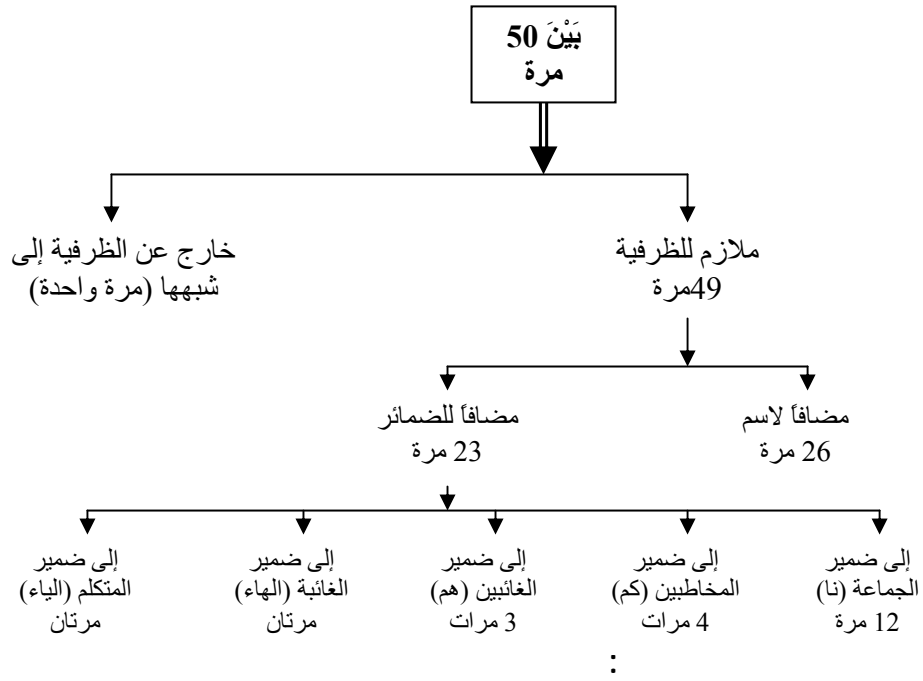 بَيْنَ 50
مرة
ملازم للظرفية
49مرة
خارج عن الظرفية إلى
شبهها (مرة واحدة)
مضافاً لاسم
26 مرة
مضافاً للضمائر
23 مرة
إلى ضمير
الجماعة (نا)
12 مرة
إلى ضمير
المخاطبين (كم)
4 مرات
إلى ضمير
الغائبين (هم)
3 مرات
إلى ضمير
الغائبة (الهاء)
مرتان
إلى ضمير
المتكلم (الياء)
مرتان
: